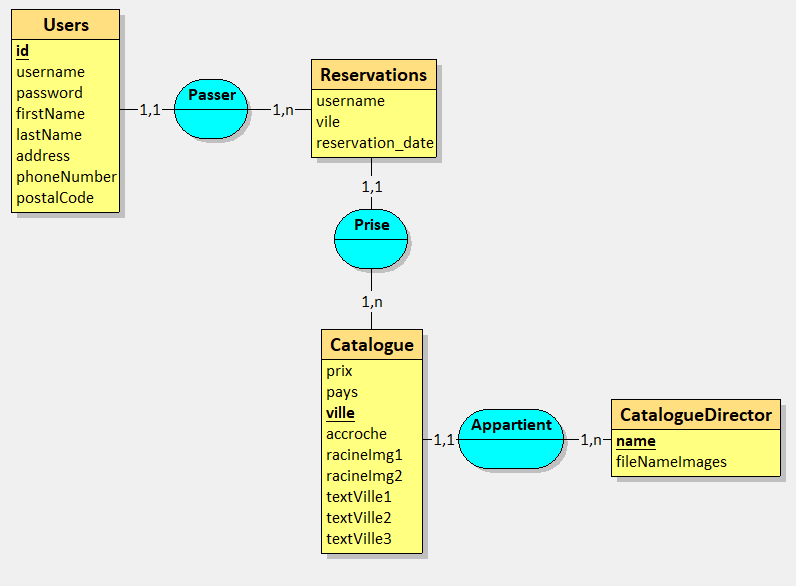 Users
id
username
password
firstName
lastName
address
phoneNumber
postalCode
1,1
Passer
1,n
Reservations
username
vile
reservation_date
1,1
Prise
1,n
Catalogue
prix
pays
ville
accroche
racineImg1
racineImg2
textVille1
textVille2
textVille3
1,1
Appartient
1,n
CatalogueDirector
name
fileNameImages